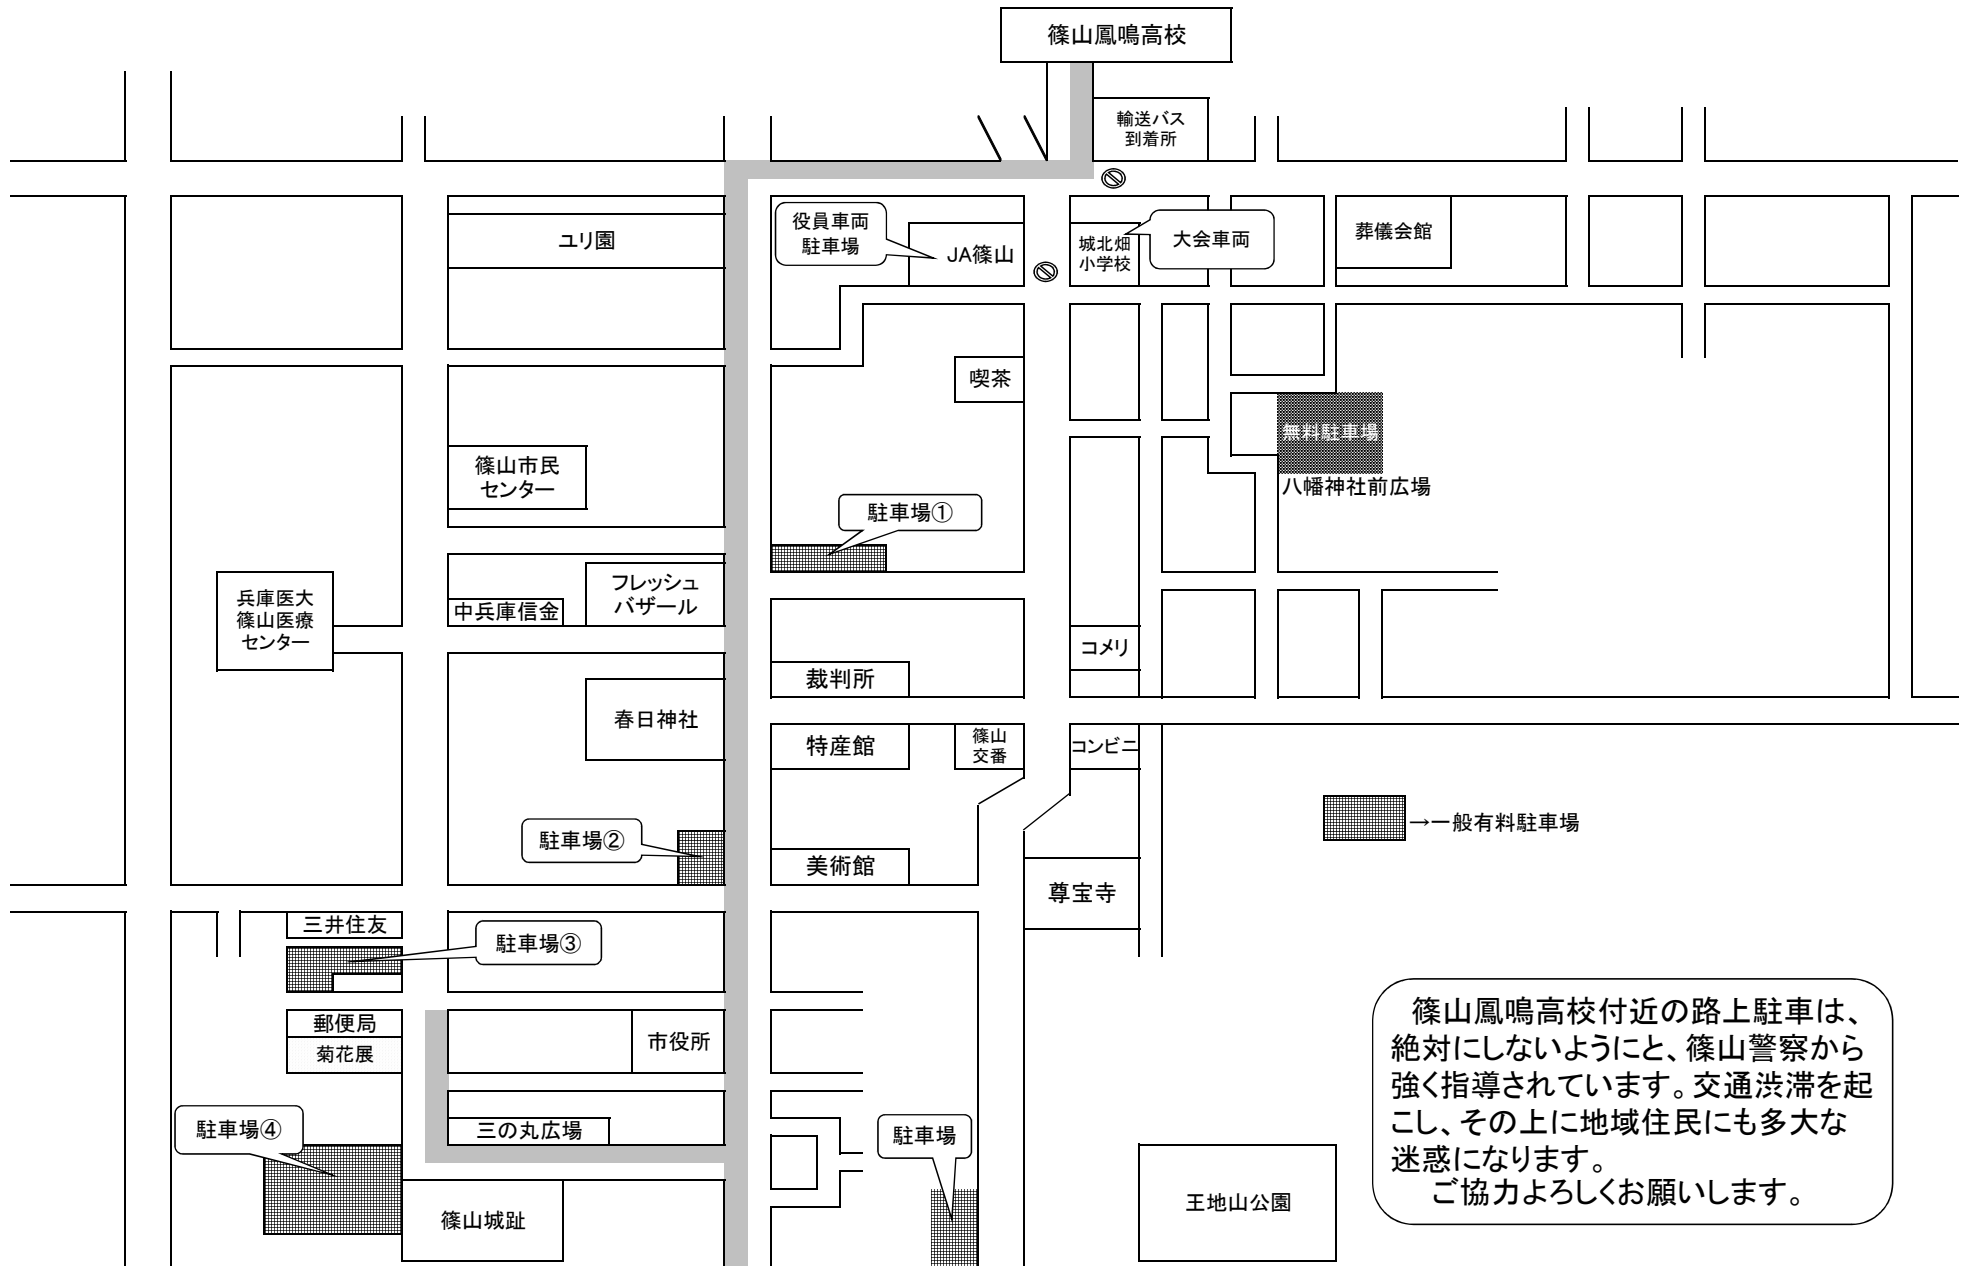 篠山鳳鳴高校
輸送バス
到着所
役員車両
駐車場
JA篠山
城北畑
小学校
大会車両
葬儀会館
ユリ園
喫茶
無料駐車場
八幡神社前広場
篠山市民
センター
駐車場①
フレッシュ
バザール
中兵庫信金
兵庫医大
篠山医療
センター
コメリ
裁判所
春日神社
特産館
篠山
交番
コンビニ
→一般有料駐車場
駐車場②
美術館
尊宝寺
三井住友
駐車場③
郵便局
菊花展
市役所
駐車場④
三の丸広場
駐車場
篠山城趾
王地山公園
篠山鳳鳴高校付近の路上駐車は、
絶対にしないようにと、篠山警察から
強く指導されています。交通渋滞を起
こし、その上に地域住民にも多大な
迷惑になります。
ご協力よろしくお願いします。